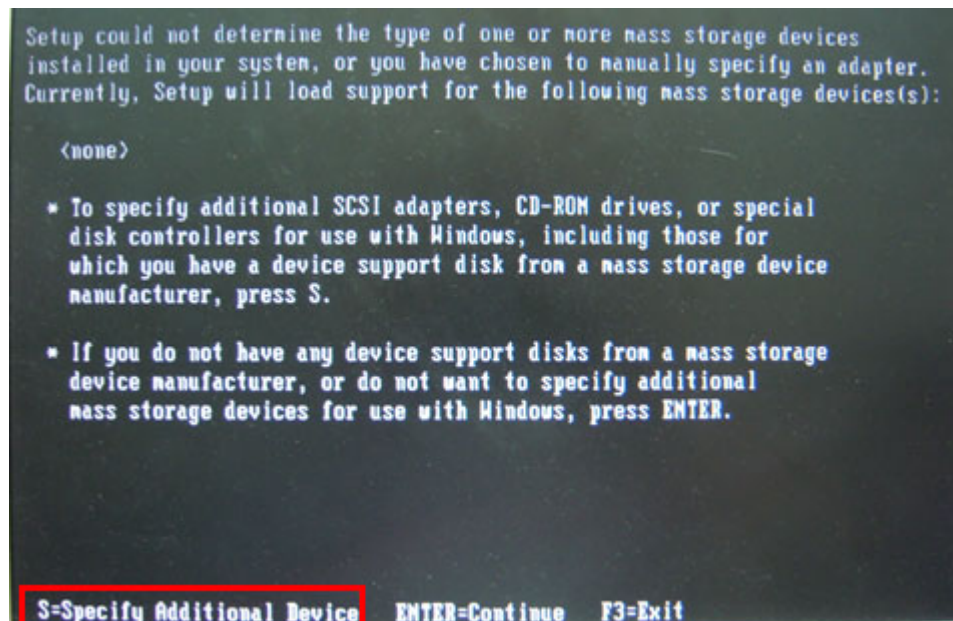 Setup could not determine the type of one or more mass storage devices
installed in your system, or you have chosen to manually specify an adapter.
Currently, Setup will load support for the following mass storage devices(s):
<none>
* To specify additional SCSI adapters, CD-ROM drives, or special
disk controllers for use with Windows, including those for
which you have a device support disk from a mass storage device
manufacturer, press S.
* If you do not have any device support disks from a mass storage
device manufacturer, or do not want to specify additional
mass storage devices for use with Windows, press ENTER.
S=Specify Additional Device ENTER=Continue F3=Exit